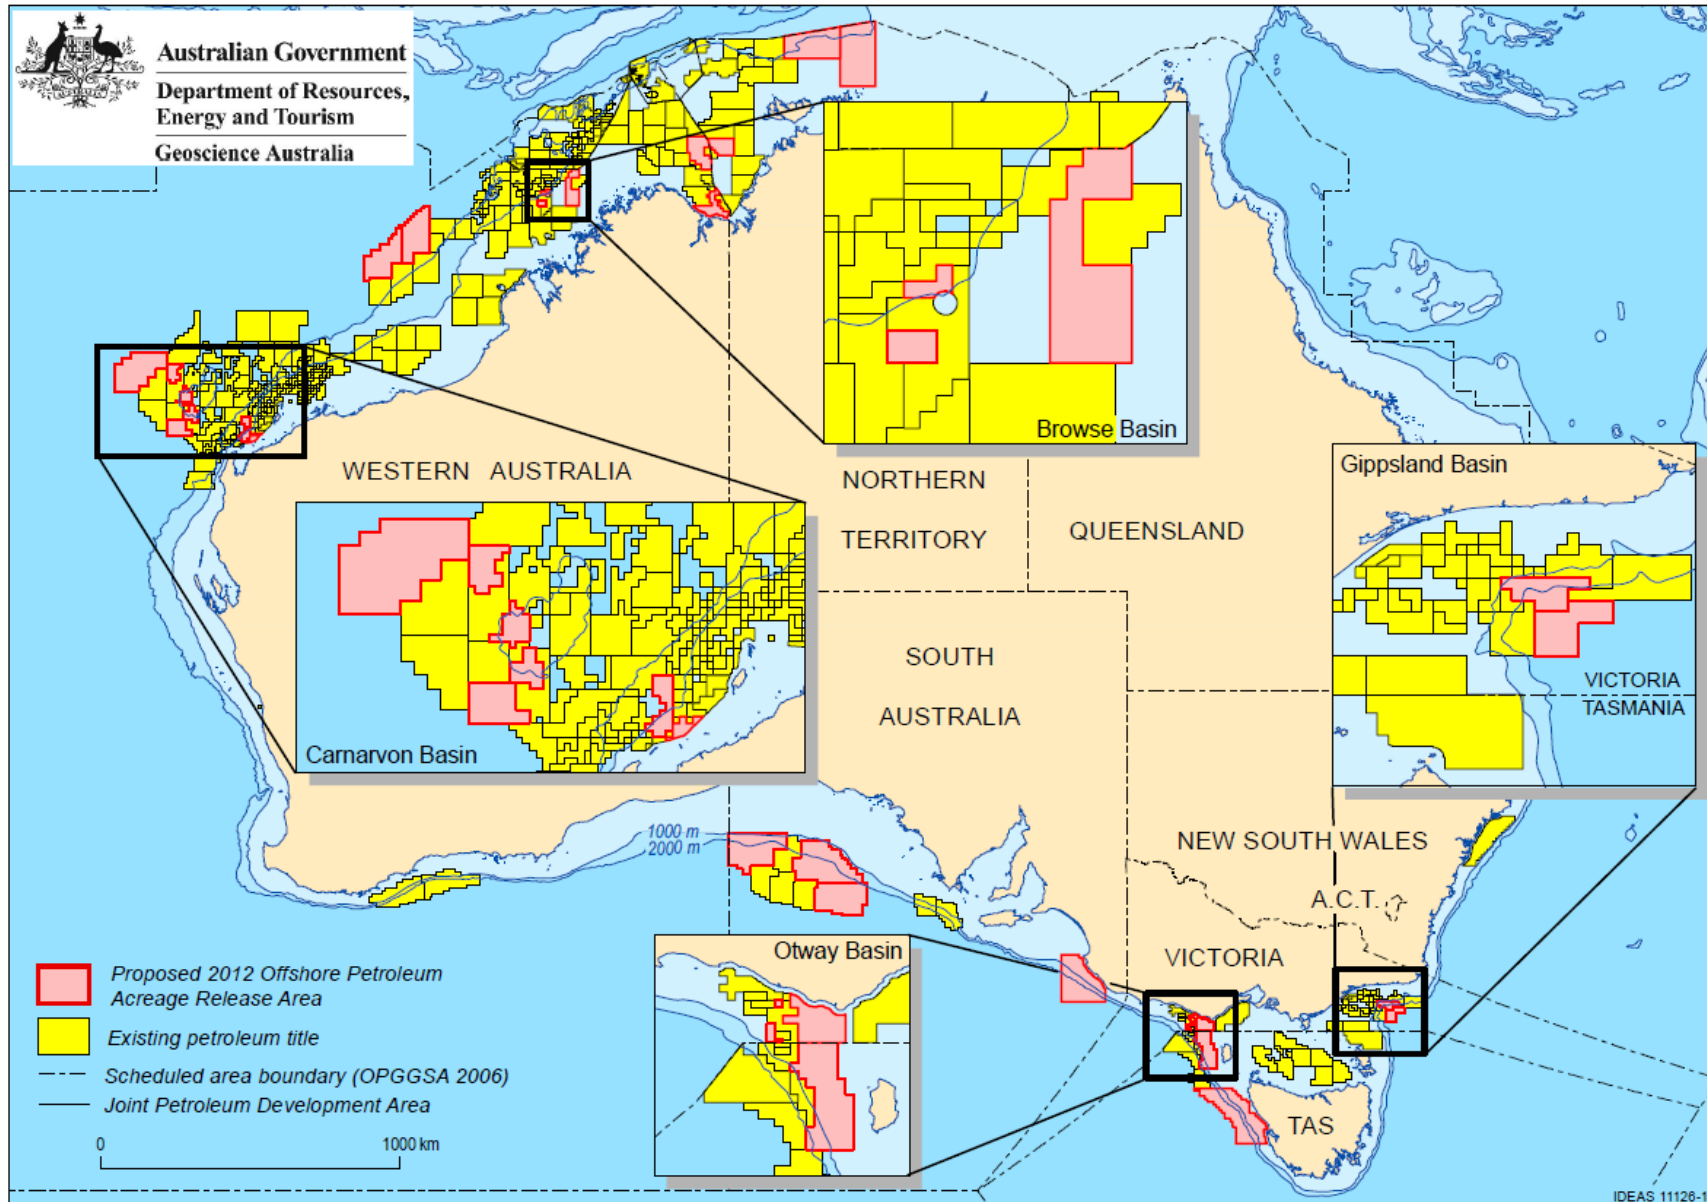 Australian Government
Department of Resources,
Energy and Tourism
Geoscience Australia
Browse Basin
Gippsland Basin
WESTERN AUSTRALIA
NORTHERN
TERRITORY
QUEENSLAND
SOUTH
AUSTRALIA
VICTORIA
TASMANIA
Carnarvon Basin
1000 m
2000 m
NEW SOUTH WALES
A.C.T.
Otway Basin
VICTORIA
TAS
Proposed 2012 Offshore Petroleum
Acreage Release Area
Existing petroleum title
Scheduled area boundary (OPGGSA 2006)
Joint Petroleum Development Area
0 1000 km